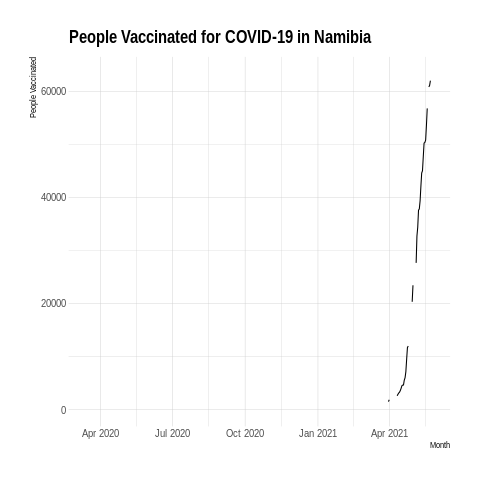 People Vaccinated for COVID-19 in Namibia
People Vaccinated
60000
40000
20000
0
Apr 2020 Jul 2020 Oct 2020 Jan 2021 Apr 2021
Month